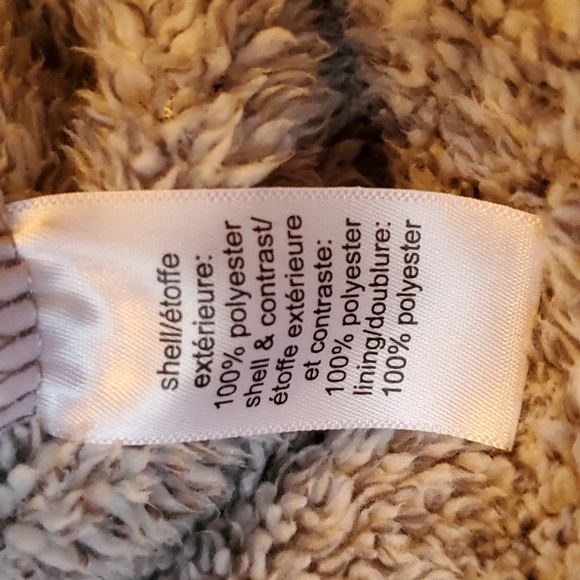 shell/étoffe
extérieure:
100% polyester
shell & contrast/
étoffe extérieure
et contraste:
100% polyester
lining/doublure:
100% polyester